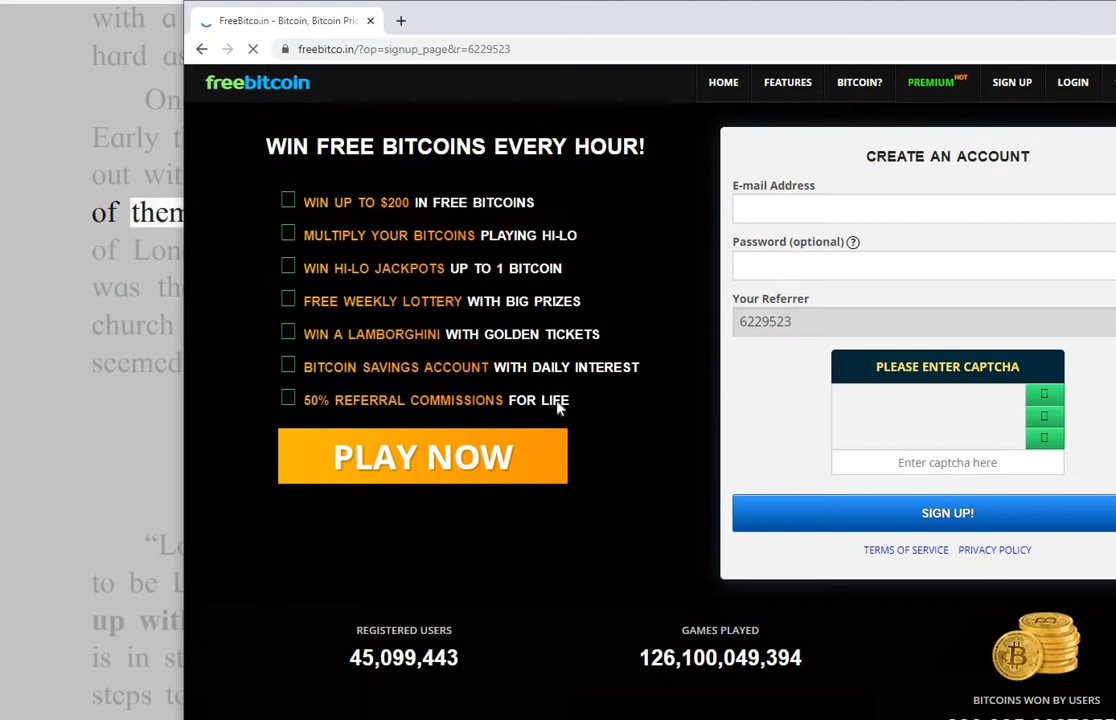 with a
hard as
On
Early t
out wit
of them
of Lon
was the
church
seemed
“Lo
to be L
up wit
is in st
steps to
FreeBitco.in - Bitcoin, Bitcoin Pric
freebitco.in/?op=signup_page&r=6229523
freebitcoin
HOME FEATURES BITCOIN? PREMIUM HOT SIGN UP LOGIN
WIN FREE BITCOINS EVERY HOUR!
WIN UP TO $200 IN FREE BITCOINS
MULTIPLY YOUR BITCOINS PLAYING HI-LO
WIN HI-LO JACKPOTS UP TO 1 BITCOIN
FREE WEEKLY LOTTERY WITH BIG PRIZES
WIN A LAMBORGHINI WITH GOLDEN TICKETS
BITCOIN SAVINGS ACCOUNT WITH DAILY INTEREST
50% REFERRAL COMMISSIONS FOR LIFE
PLAY NOW
CREATE AN ACCOUNT
E-mail Address
Password (optional) ?
Your Referrer
6229523
PLEASE ENTER CAPTCHA
Enter captcha here
SIGN UP!
TERMS OF SERVICE PRIVACY POLICY
REGISTERED USERS
45,099,443
GAMES PLAYED
126,100,049,394
BITCOINS WON BY USERS